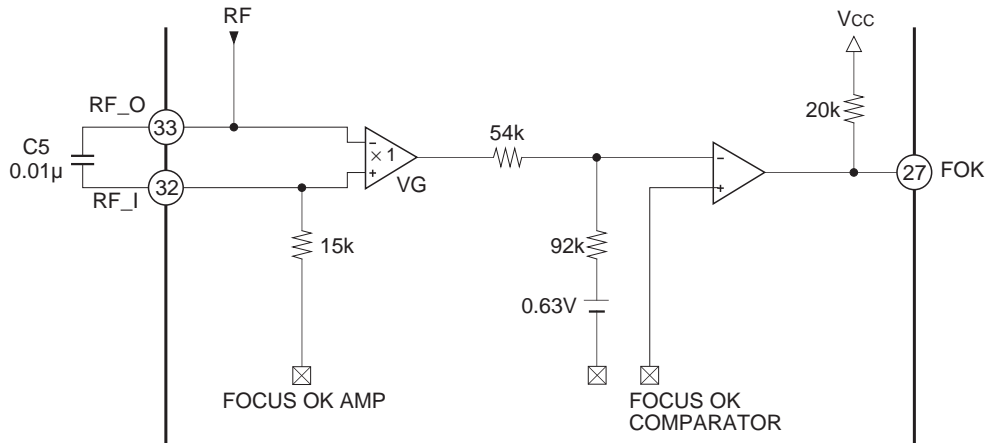 RF
VCC
RF_O
33
20k
C5
0.01µ
54k
−
× 1
+
VG
−
+
27
FOK
32
RF_I
15k
92k
0.63V
FOCUS OK AMP
FOCUS OK
COMPARATOR